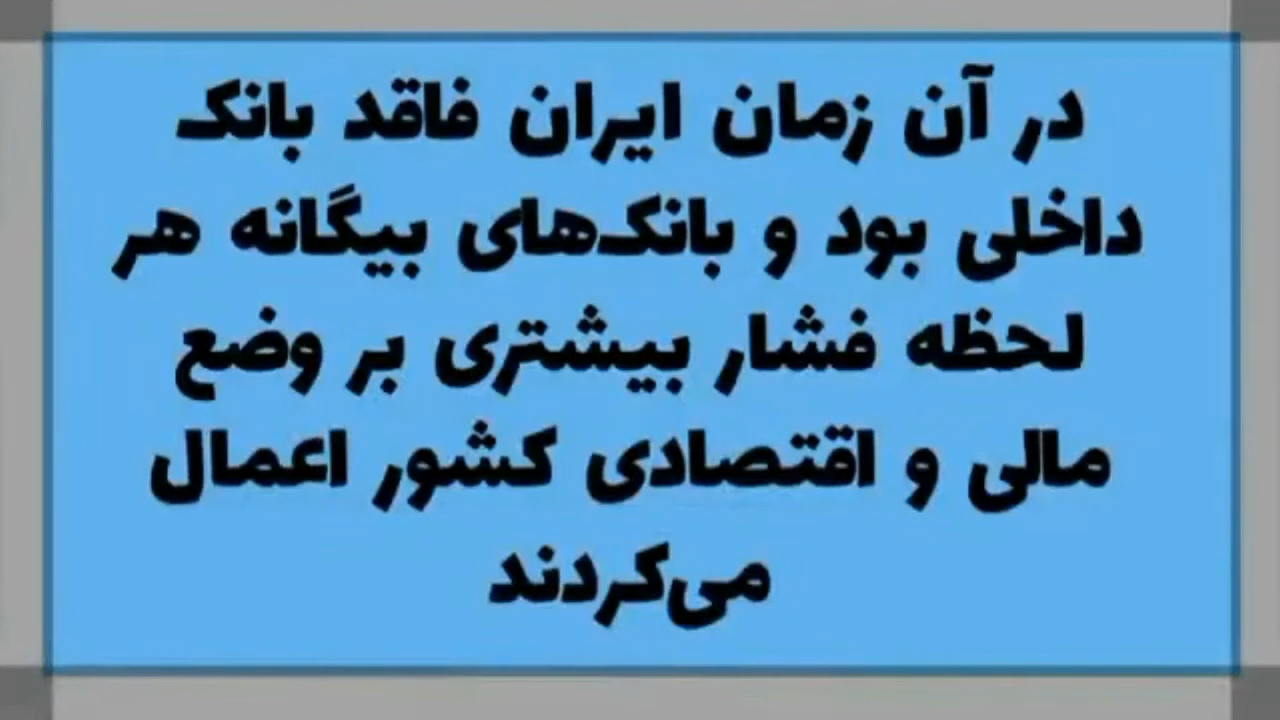 در آن زمان ایران فاقد بانک
داخلی بود و بانک‌های بیگانه هر
لحظه فشار بیشتری بر وضع
مالی و اقتصادی کشور اعمال
می‌کردند